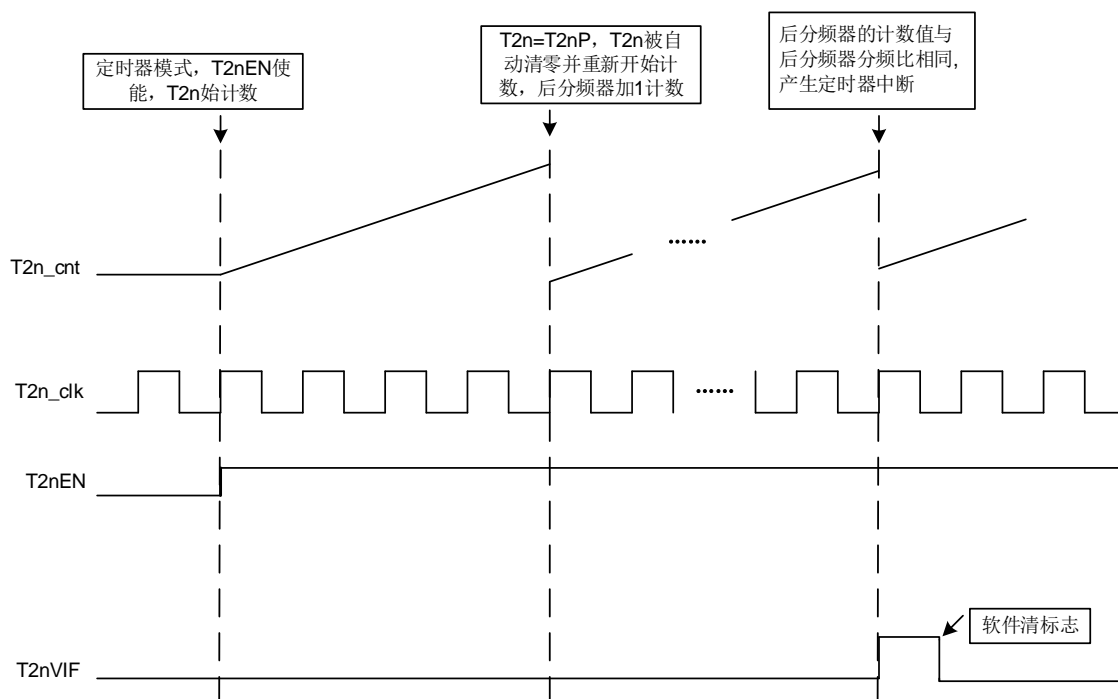 定时器模式，T2nEN使
能，T2n始计数
T2n=T2nP，T2n被自
动清零并重新开始计
数，后分频器加1计数
后分频器的计数值与
后分频器分频比相同,
产生定时器中断
T2n_cnt
......
T2n_clk
......
T2nEN
软件清标志
T2nVIF